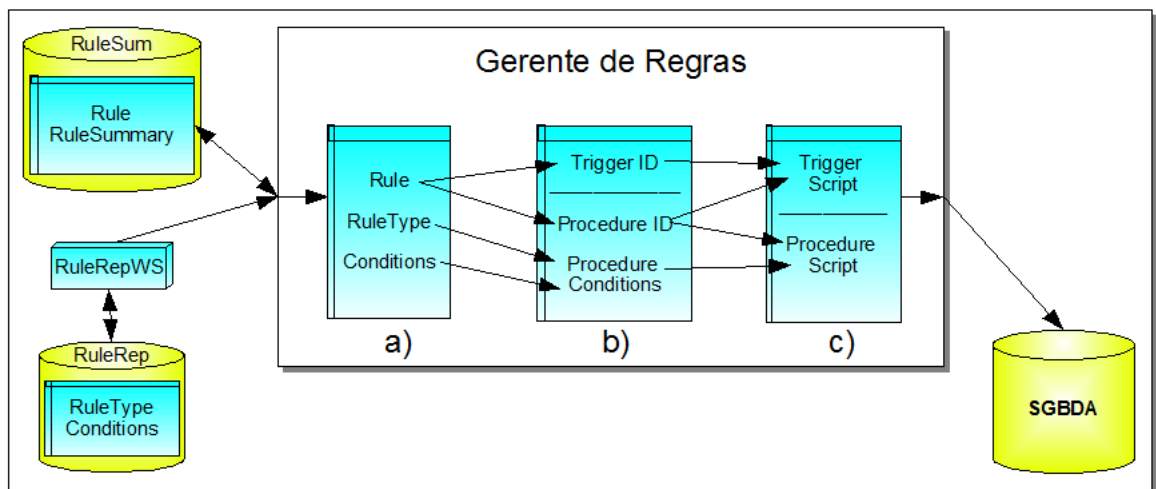 RuleSum
Rule
RuleSummary
RuleRepWS
RuleRep
RuleType
Conditions
Gerente de Regras
Rule
RuleType
Conditions
a)
Trigger ID
Procedure ID
Procedure
Conditions
b)
Trigger
Script
Procedure
Script
c)
SGBDA